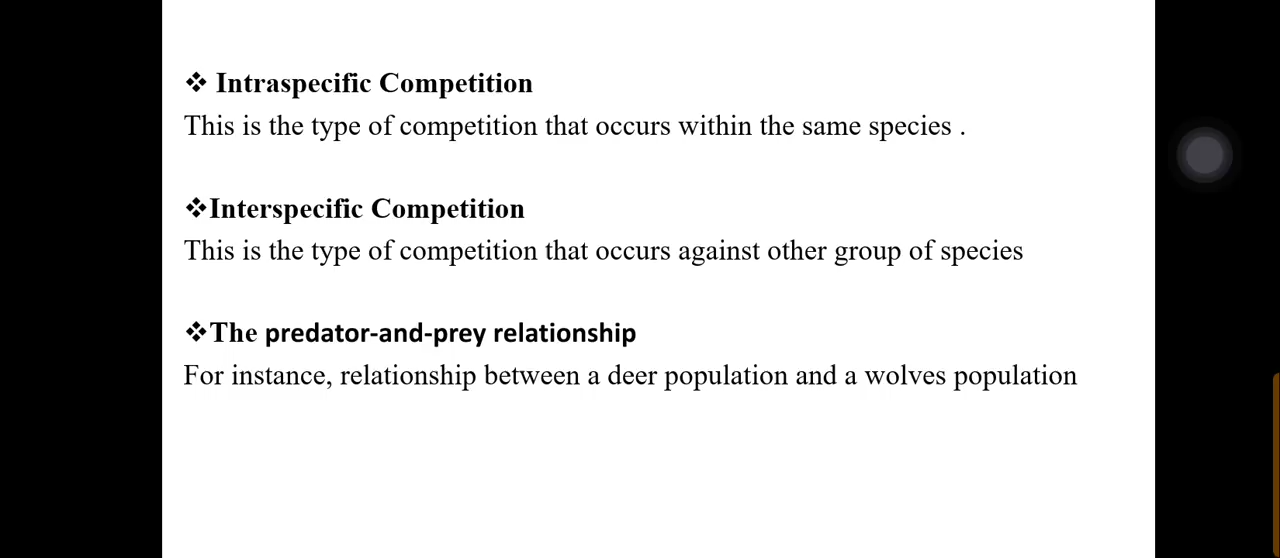 ❖ Intraspecific Competition
This is the type of competition that occurs within the same species .
❖Interspecific Competition
This is the type of competition that occurs against other group of species
❖The predator-and-prey relationship
For instance, relationship between a deer population and a wolves population